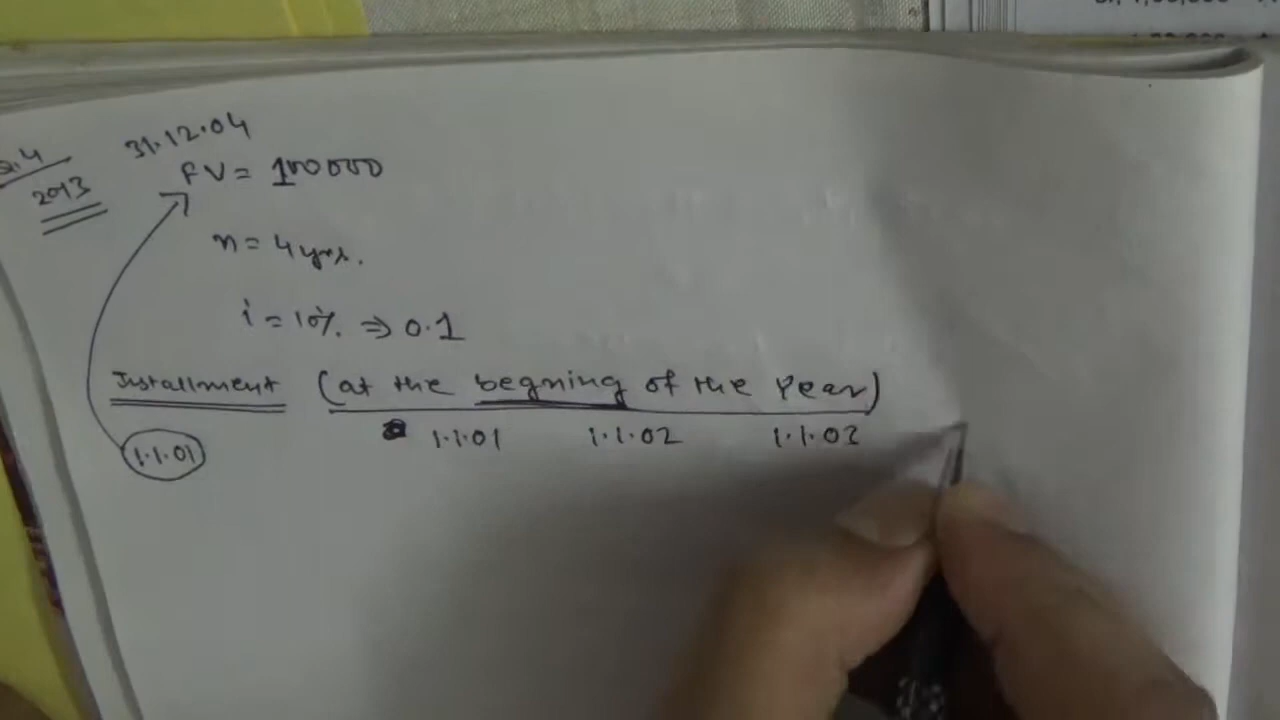 2013
31.12.04
FV = 100000
n = 4 yrs.
i = 10% ⇒ 0.1
Installment (at the begning of the Year)
1.1.01 1.1.02 1.1.03
1.1.01